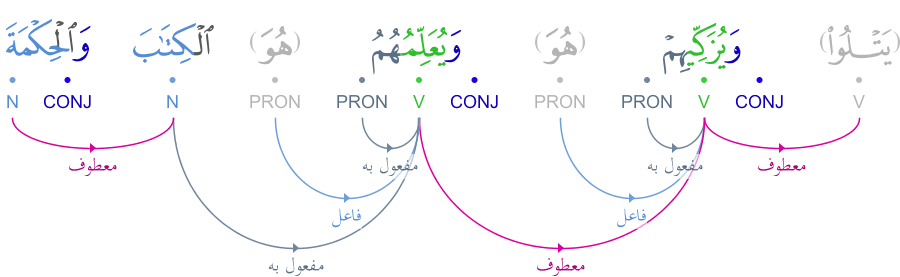 (يَتْلُوا۟) وَيُزَكِّيهِمْ (هُوَ) وَيُعَلِّمُهُمُ (هُوَ) ٱلْكِتَٰبَ وَٱلْحِكْمَةَ
V CONJ V PRON PRON CONJ V PRON PRON N CONJ N
معطوف مفعول به مفعول به معطوف
فاعل فاعل
معطوف مفعول به